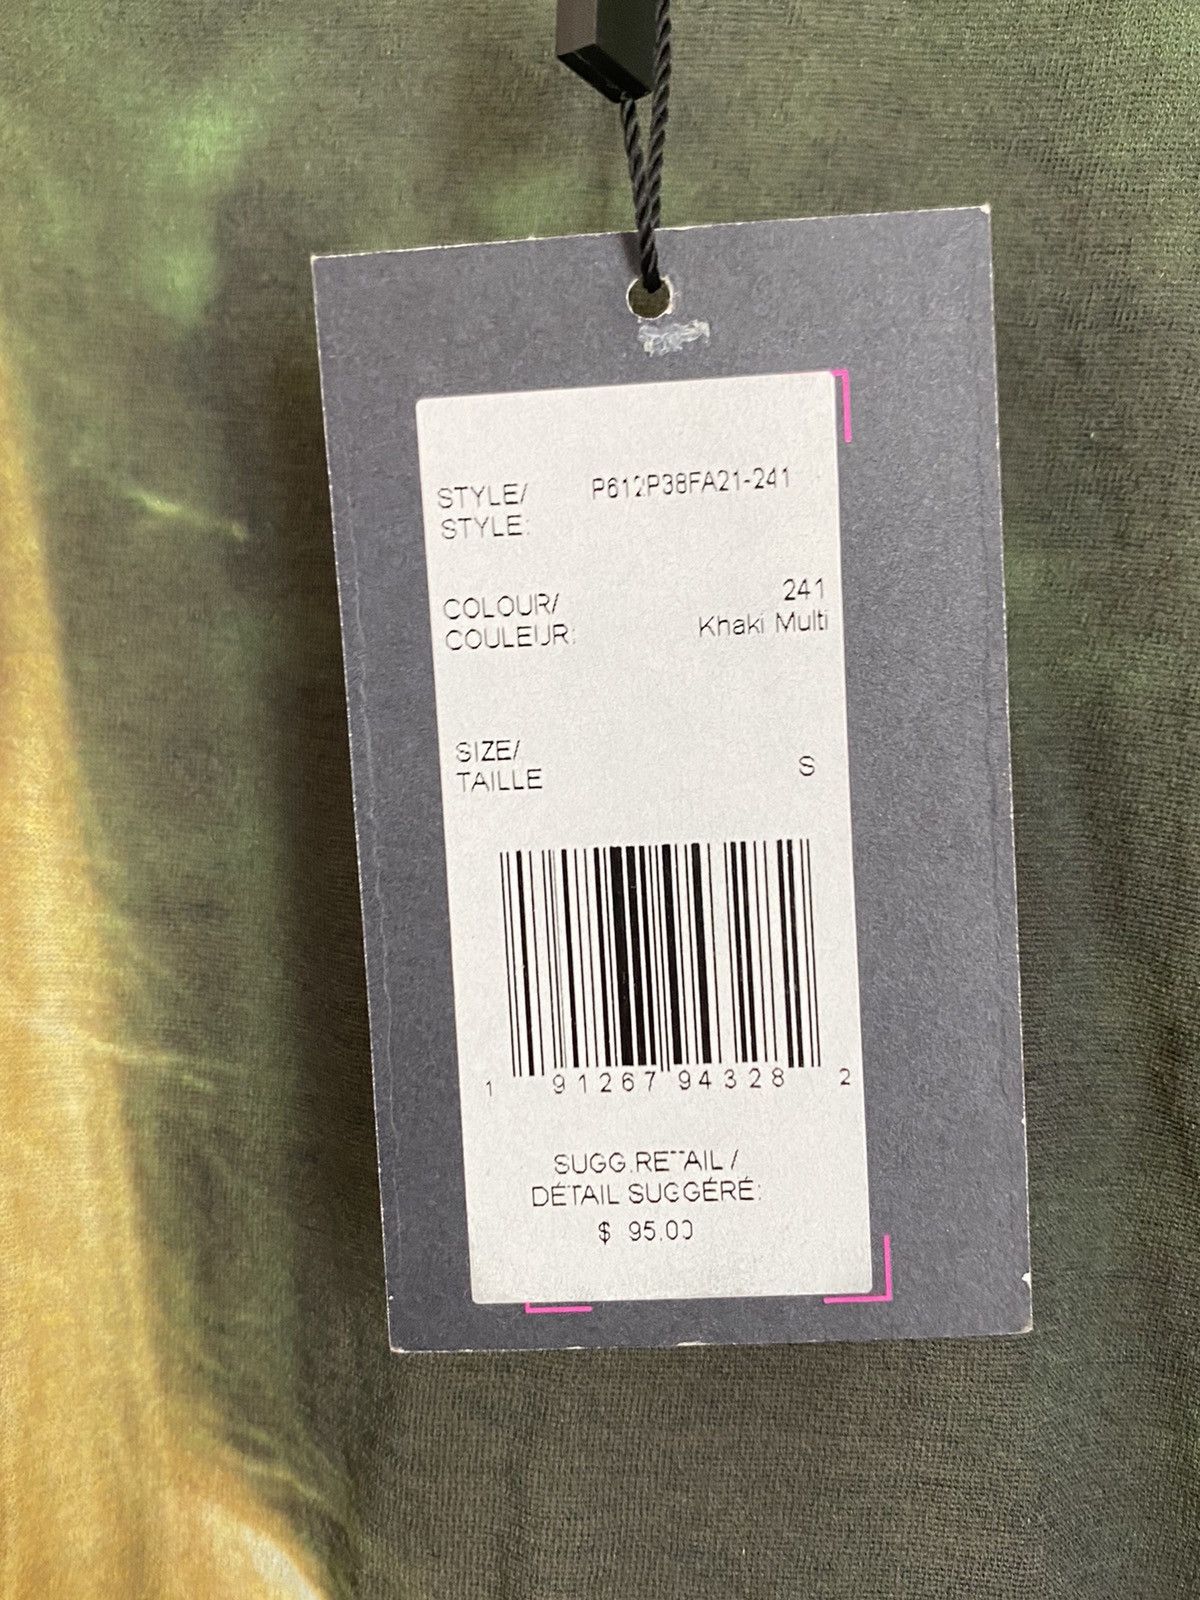 STYLE/ P612P38FA21-241
STYLE:
COLOUR/ 241
COULEUR: Khaki Multi
SIZE/
TAILLE S
1 91267 94328 2
SUGG.RETAIL /
DÉTAIL SUGGÉRÉ:
$ 95.00